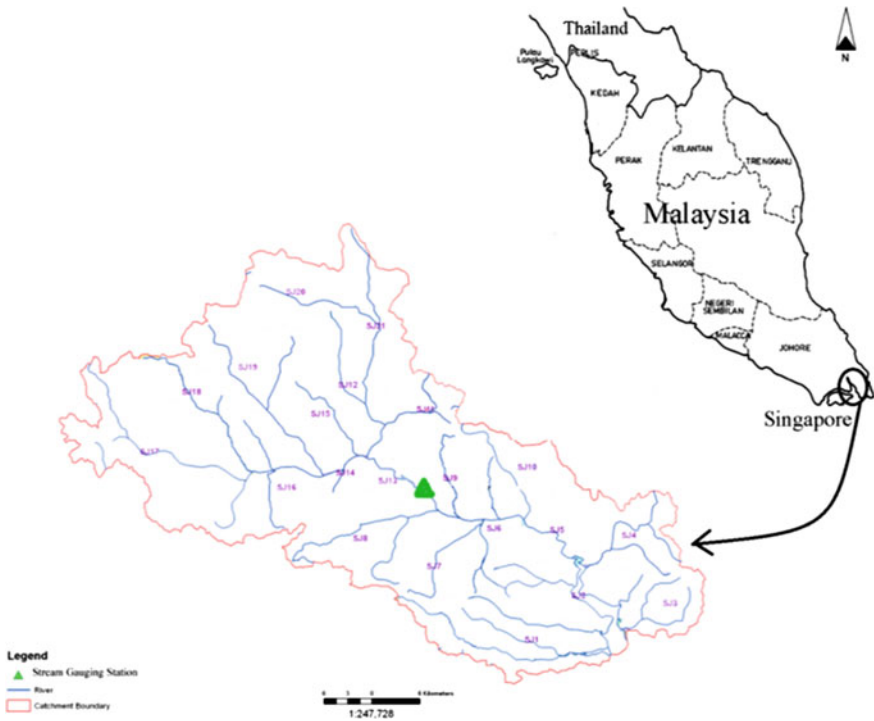 Thailand
N
PERLIS
Pulau
Langkawi
KEDAH
PERAK
KELANTAN
TRENGGANU
Malaysia
SELANGOR
NEGERI
SEMBILAN
MALACCA
JOHORE
Singapore
SJ20
SJ21
SJ19
SJ12
SJ18
SJ15
SJ17
SJ14
SJ13
SJ9
SJ10
SJ16
SJ8
SJ6
SJ5
SJ4
SJ7
SJ3
SJ1
Legend
Stream Gauging Station
River
Catchment Boundary
Kilometers
1:247,728